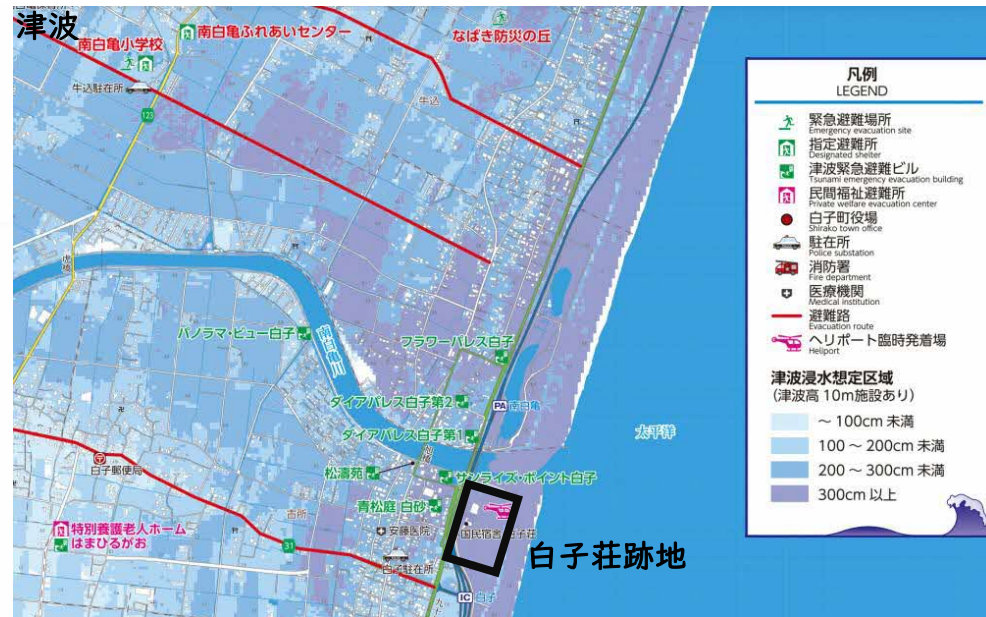 津波
南白亀小学校
南白亀ふれあいセンター
なばき防災の丘
牛込駐在所
牛込
123
虎橋
南白亀川
パノラマ・ビュー白子
フラワーパレス白子
ダイアパレス白子第2
PA 南白亀
ダイアパレス白子第1
太平洋
白子郵便局
松濤苑
サンライズ・ポイント白子
青松庭 白砂
古所
安藤医院
国民宿舎 白子荘
特別養護老人ホーム
はまひるがお
31
白子駐在所
白子荘跡地
IC 白子
凡例
LEGEND
緊急避難場所
Emergency evacuation site
指定避難所
Designated shelter
津波緊急避難ビル
Tsunami emergency evacuation building
民間福祉避難所
Private welfare evacuation center
白子町役場
Shirako town office
駐在所
Police substation
消防署
Fire department
医療機関
Medical institution
避難路
Evacuation route
ヘリポート臨時発着場
Heliport
津波浸水想定区域
(津波高 10m施設あり)
～ 100cm 未満
100 ～ 200cm 未満
200 ～ 300cm 未満
300cm 以上